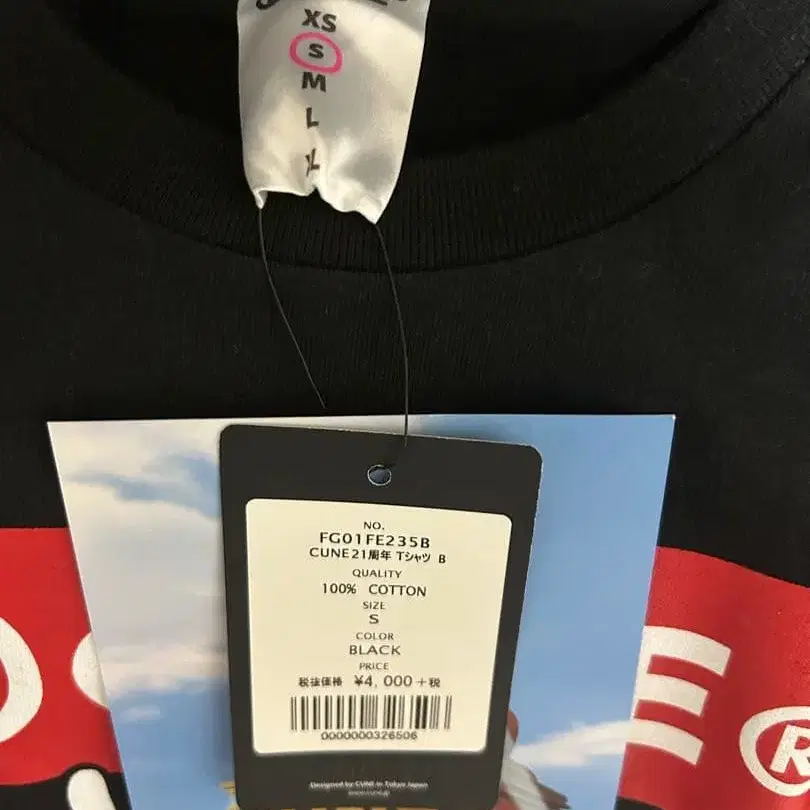 XS
S
M
L
XL
NO.
FG01FE235B
CUNE21周年 Tシャツ B
QUALITY
100% COTTON
SIZE
S
COLOR
BLACK
PRICE
税抜価格 ¥4,000+税
0000000326506
Designed by CUNE in Tokyo Japan
E®